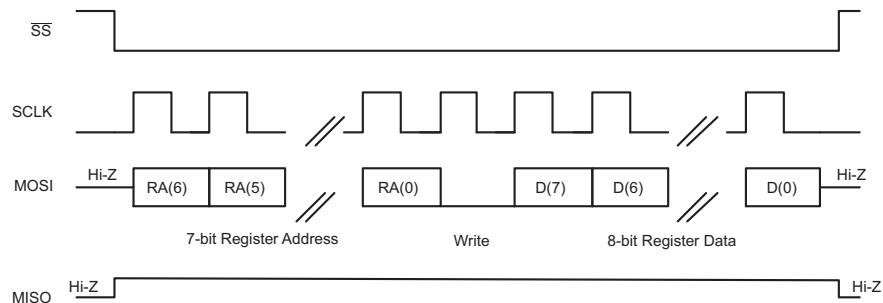 SS
SCLK
Hi-Z
MOSI RA(6) RA(5) RA(0) D(7) D(6) D(0) Hi-Z
7-bit Register Address Write 8-bit Register Data
Hi-Z Hi-Z
MISO